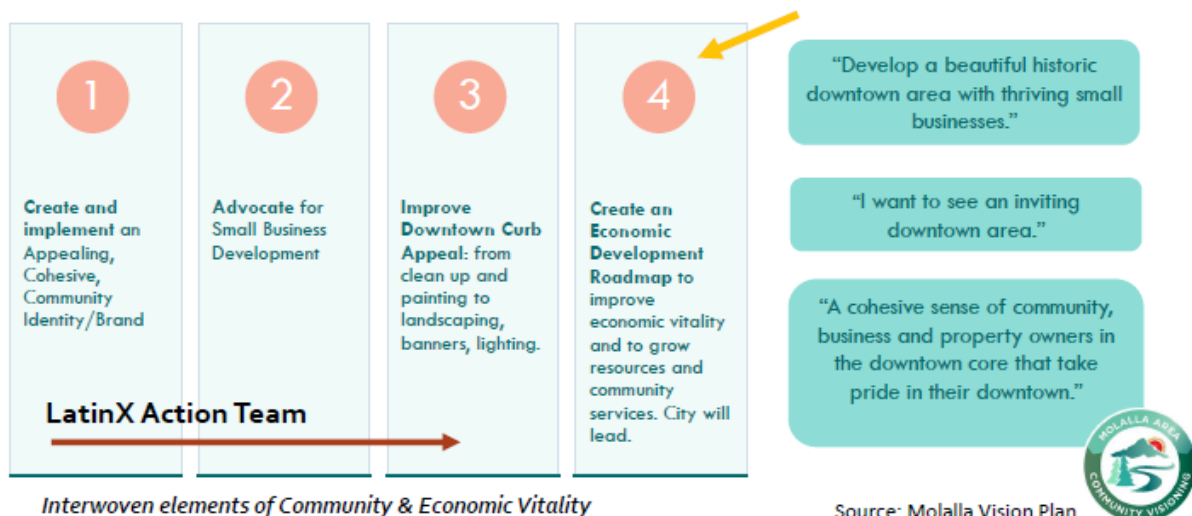 1
Create and
implement an
Appealing,
Cohesive,
Community
Identity/Brand
2
Advocate for
Small Business
Development
3
Improve
Downtown Curb
Appeal: from
clean up and
painting to
landscaping,
banners, lighting.
4
Create an
Economic
Development
Roadmap to
improve
economic vitality
and to grow
resources and
community
services. City will
lead.
LatinX Action Team
Interwoven elements of Community & Economic Vitality
“Develop a beautiful historic
downtown area with thriving small
businesses.”
“I want to see an inviting
downtown area.”
“A cohesive sense of community,
business and property owners in
the downtown core that take
pride in their downtown.”
MOLALLA AREA
COMMUNITY VISIONING
Source: Molalla Vision Plan